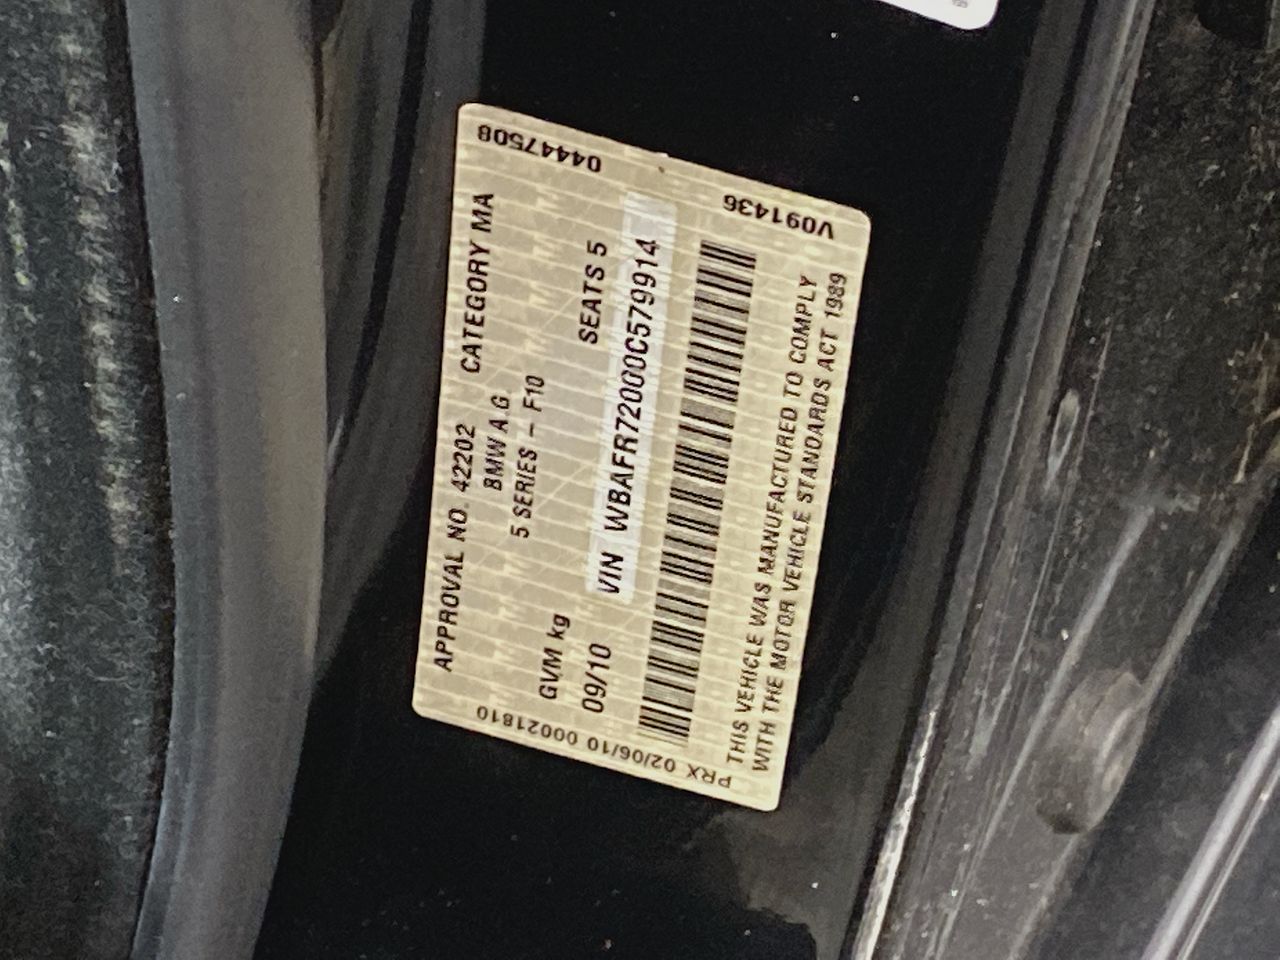 APPROVAL NO. 42202 CATEGORY MA
BMW A.G
5 SERIES - F10
GVM kg
09/10 SEATS 5
VIN WBAFR72000C579914
THIS VEHICLE WAS MANUFACTURED TO COMPLY
WITH THE MOTOR VEHICLE STANDARDS ACT 1989
PRX 02/06/10 00021810
V091436
04447508